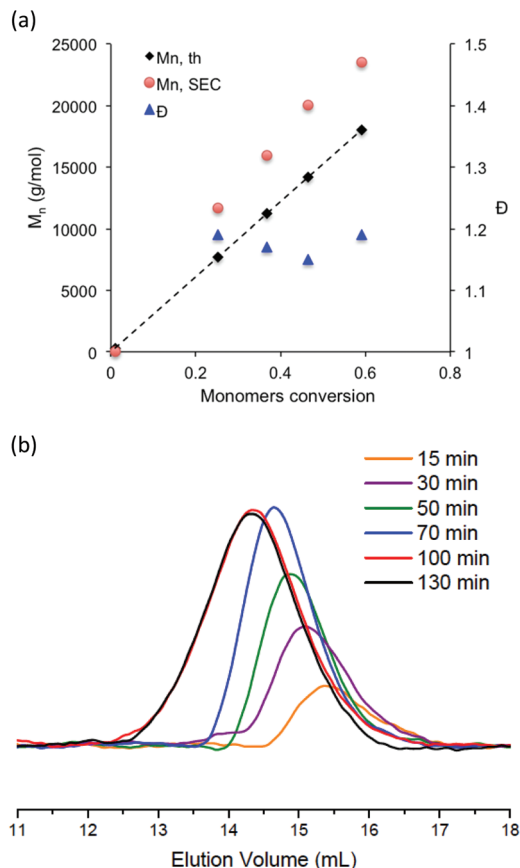 (a)
25000
20000
15000
10000
5000
0
Mn (g/mol)
Mn, th
Mn, SEC
Đ
1.5
1.4
1.3
1.2
1.1
1
Đ
0
0.2
0.4
0.6
0.8
Monomers conversion
(b)
15 min
30 min
50 min
70 min
100 min
130 min
11 12 13 14 15 16 17 18
Elution Volume (mL)